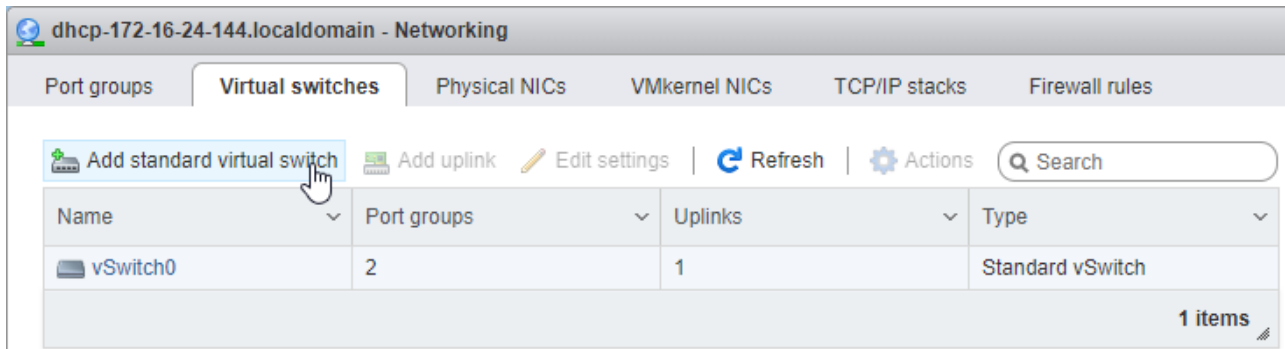 dhcp-172-16-24-144.localdomain - Networking
Port groups Virtual switches Physical NICs VMkernel NICs TCP/IP stacks Firewall rules
Add standard virtual switch Add uplink Edit settings Refresh Actions Search
Name Port groups Uplinks Type
vSwitch0 2 1 Standard vSwitch
1 items